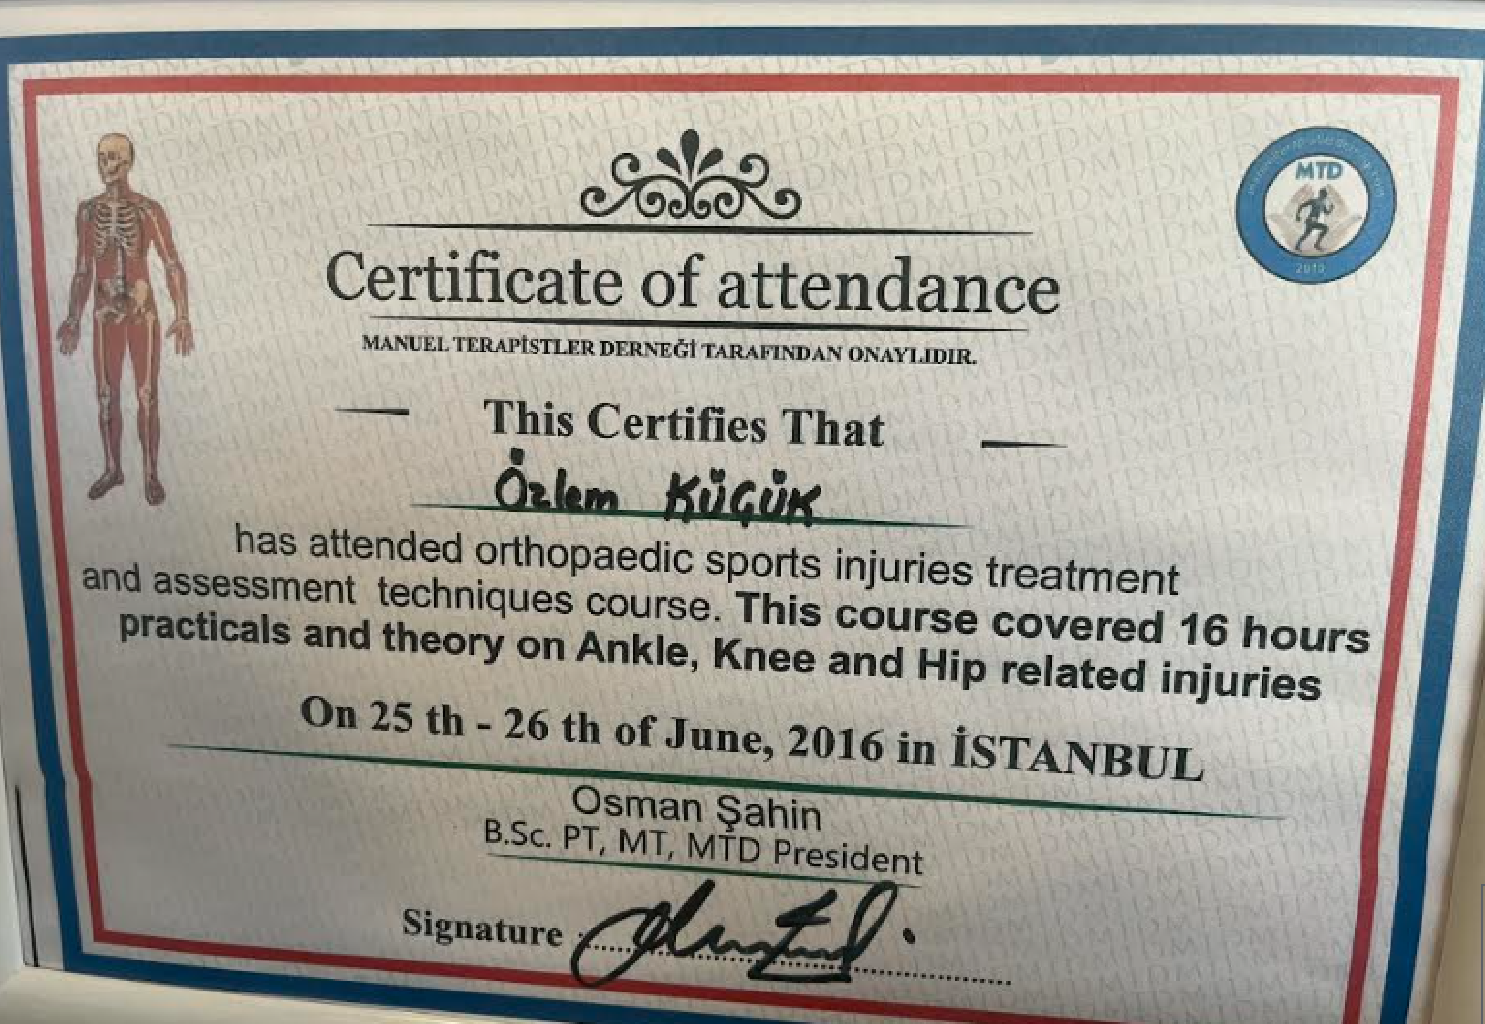 MTD
2015
Certificate of attendance
MANUEL TERAPİSTLER DERNEĞİ TARAFINDAN ONAYLIDIR.
This Certifies That
Özlem KÜÇÜK
has attended orthopaedic sports injuries treatment
and assessment techniques course. This course covered 16 hours
practicals and theory on Ankle, Knee and Hip related injuries
On 25 th - 26 th of June, 2016 in İSTANBUL
Osman Şahin
B.Sc. PT, MT, MTD President
Signature